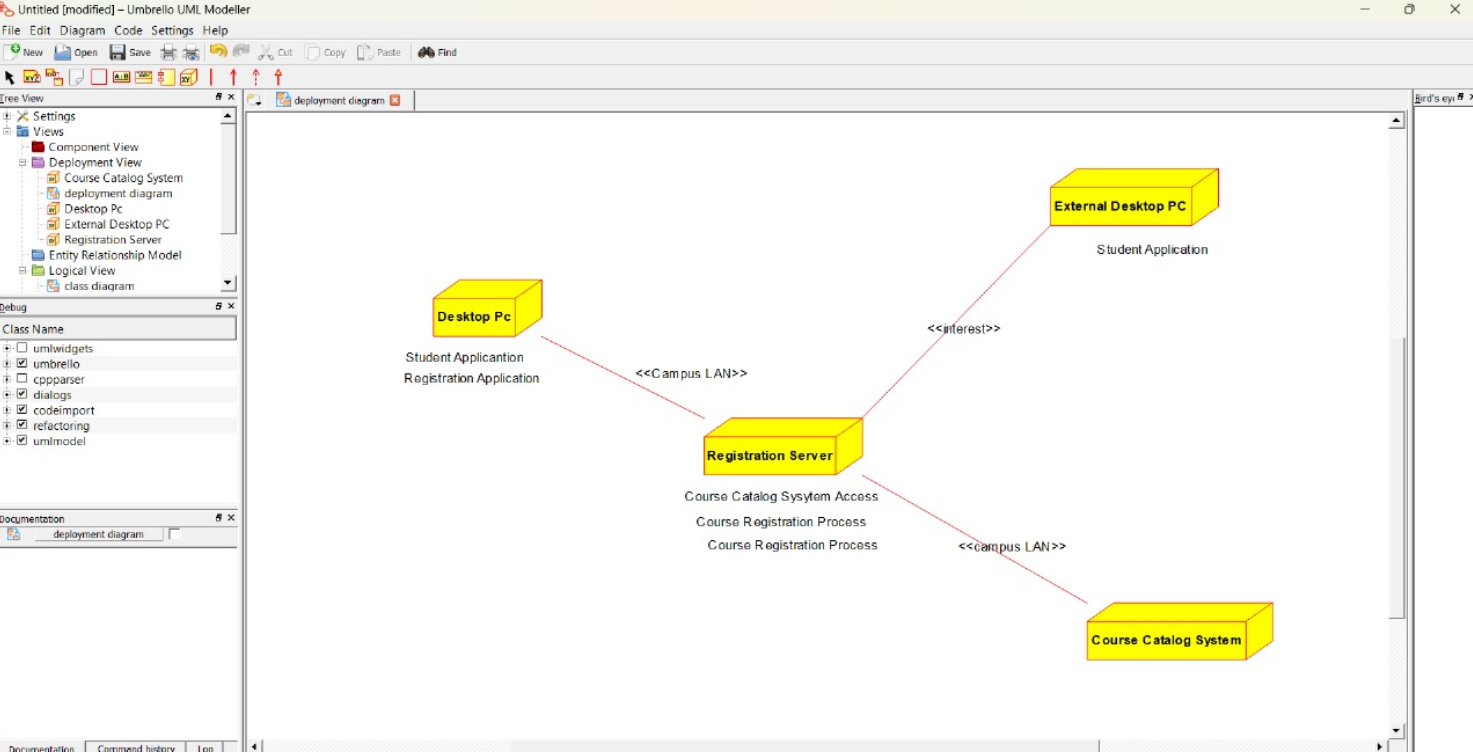 Untitled [modified] – Umbrello UML Modeller
File Edit Diagram Code Settings Help
New Open Save Cut Copy Paste Find
Tree View
deployment diagram
Bird's eye
Settings
Views
Component View
Deployment View
Course Catalog System
deployment diagram
Desktop Pc
External Desktop PC
Registration Server
Entity Relationship Model
Logical View
class diagram
Debug
Class Name
umlwidgets
umbrello
cppparser
dialogs
codeimport
refactoring
umlmodel
Documentation
deployment diagram
Documentation Command history Log
External Desktop PC
Student Application
<<interest>>
Desktop Pc
Student Applicantion
Registration Application
<<Campus LAN>>
Registration Server
Course Catalog Sysytem Access
Course Registration Process
Course Registration Process
<<campus LAN>>
Course Catalog System